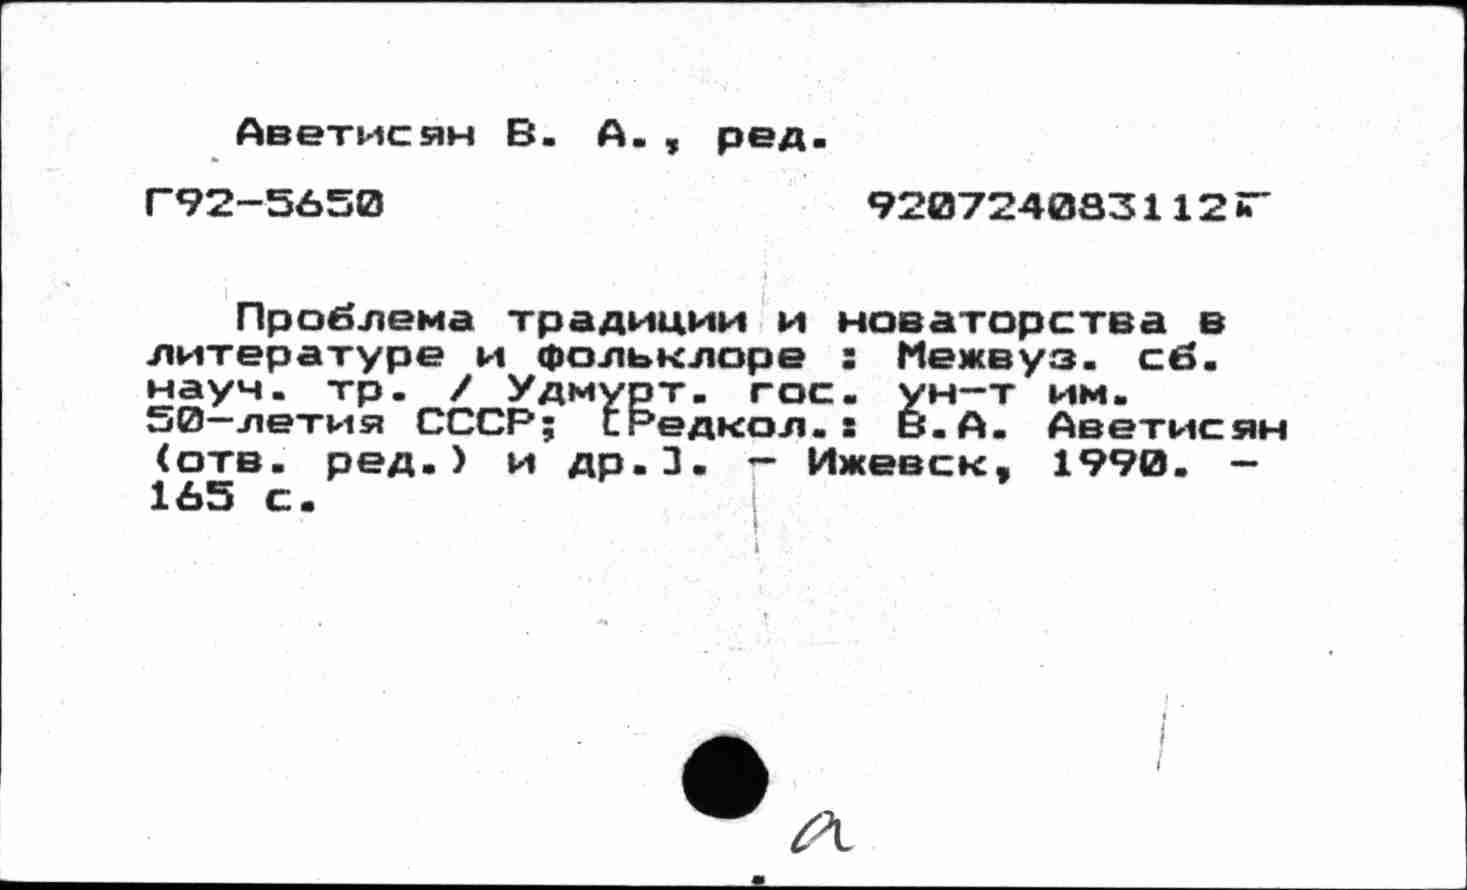 Аветисян В. А., ред.
Г92-5650 920724083112
Проблема традиции и новаторства в
литературе и фольклоре : Межвуз. сб.
науч. тр. / Удмурт. гос. ун-т им.
50-летия СССР; [Редкол.: В.А. Аветисян
(отв. ред.) и др.]. - Ижевск, 1990. -
165 с.
а